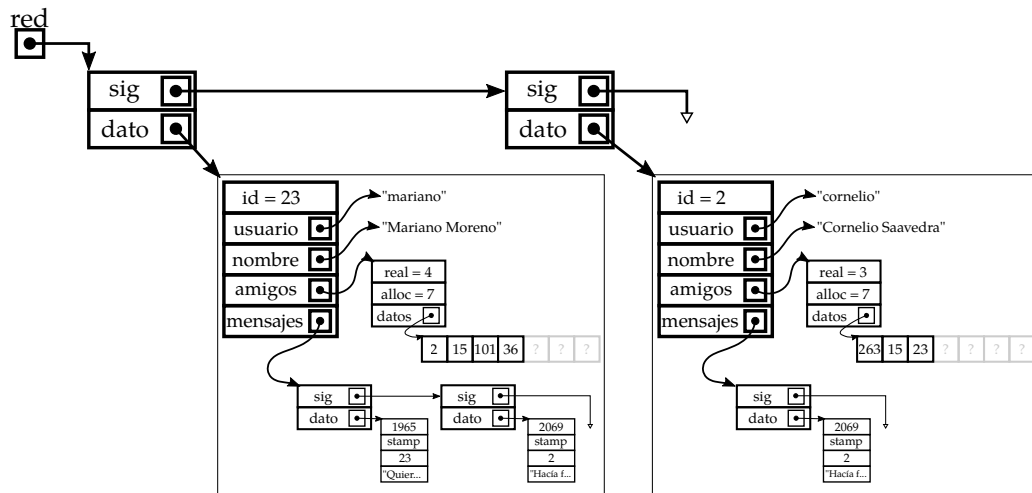 red
sig
dato
sig
dato
id = 23
usuario
nombre
amigos
mensajes
"mariano"
"Mariano Moreno"
real = 4
alloc = 7
datos
2 15 101 36 ? ? ?
sig
dato
sig
dato
1965
stamp
23
"Quier...
2069
stamp
2
"Hacía f...
id = 2
usuario
nombre
amigos
mensajes
"cornelio"
"Cornelio Saavedra"
real = 3
alloc = 7
datos
263 15 23 ? ? ? ?
sig
dato
2069
stamp
2
"Hacía f...